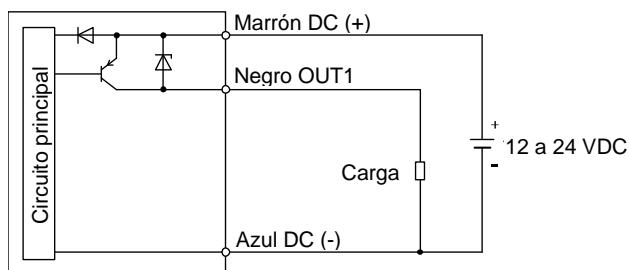 Marrón DC (+)
Negro OUT1
Circuito principal
+
12 a 24 VDC
-
Carga
Azul DC (-)